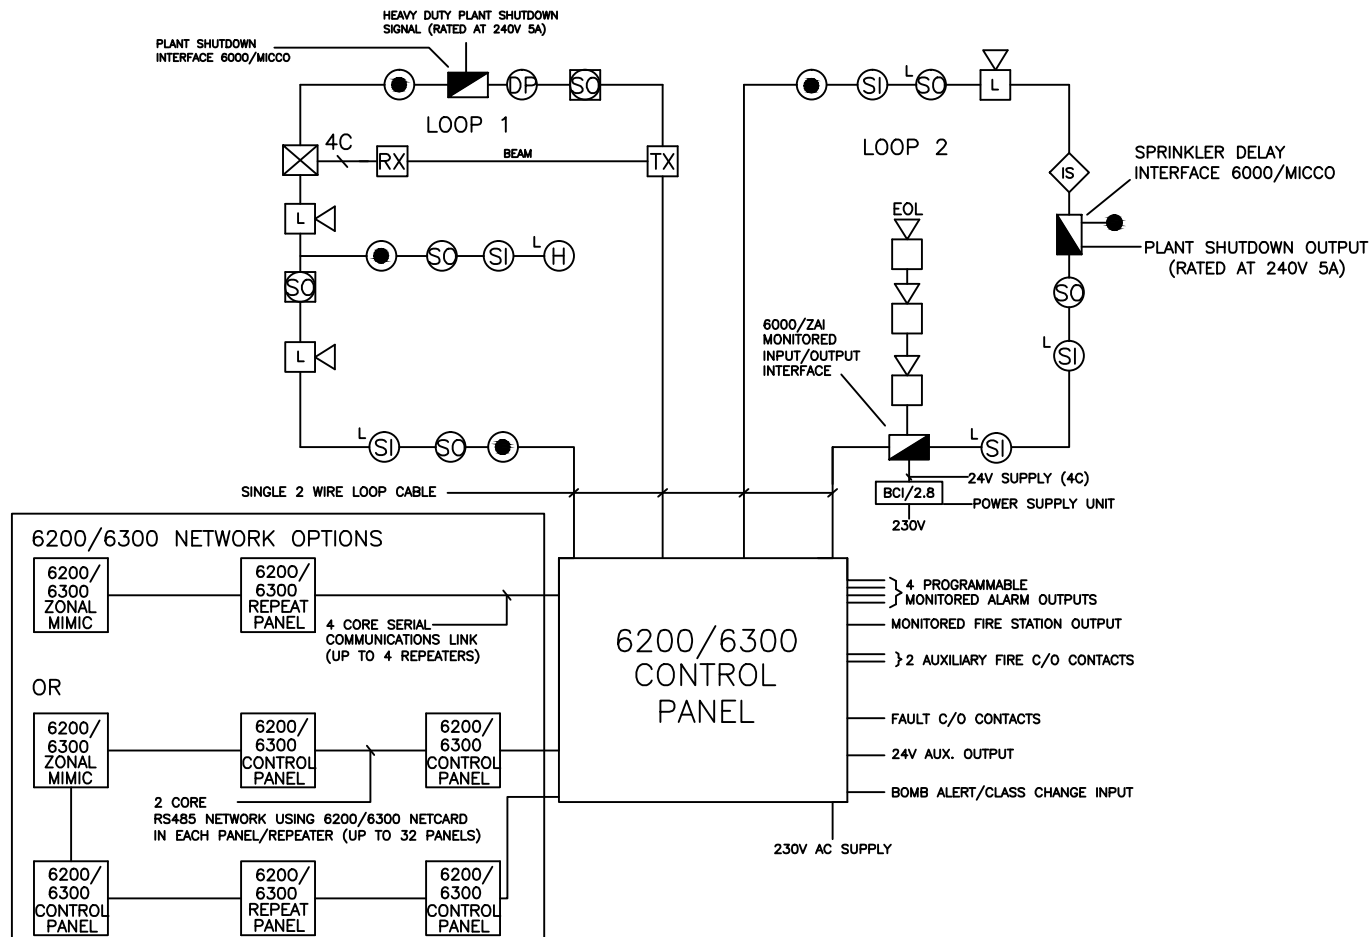 HEAVY DUTY PLANT SHUTDOWN
SIGNAL (RATED AT 240V 5A)
PLANT SHUTDOWN
INTERFACE 6000/MICCO
DP
SO
LOOP 1
4C
RX
BEAM
TX
L
SO
SI
L
H
SO
L
L
SI
SO
SI
L
SO
L
LOOP 2
IS
SPRINKLER DELAY
INTERFACE 6000/MICCO
PLANT SHUTDOWN OUTPUT
(RATED AT 240V 5A)
SO
L
SI
EOL
6000/ZAI
MONITORED
INPUT/OUTPUT
INTERFACE
L
SI
24V SUPPLY (4C)
BCI/2.8
POWER SUPPLY UNIT
230V
SINGLE 2 WIRE LOOP CABLE
6200/6300 NETWORK OPTIONS
6200/
6300
ZONAL
MIMIC
6200/
6300
REPEAT
PANEL
4 CORE SERIAL
COMMUNICATIONS LINK
(UP TO 4 REPEATERS)
OR
6200/
6300
ZONAL
MIMIC
6200/
6300
CONTROL
PANEL
6200/
6300
CONTROL
PANEL
2 CORE
RS485 NETWORK USING 6200/6300 NETCARD
IN EACH PANEL/REPEATER (UP TO 32 PANELS)
6200/
6300
CONTROL
PANEL
6200/
6300
REPEAT
PANEL
6200/
6300
CONTROL
PANEL
6200/6300
CONTROL
PANEL
4 PROGRAMMABLE
MONITORED ALARM OUTPUTS
MONITORED FIRE STATION OUTPUT
2 AUXILIARY FIRE C/O CONTACTS
FAULT C/O CONTACTS
24V AUX. OUTPUT
BOMB ALERT/CLASS CHANGE INPUT
230V AC SUPPLY